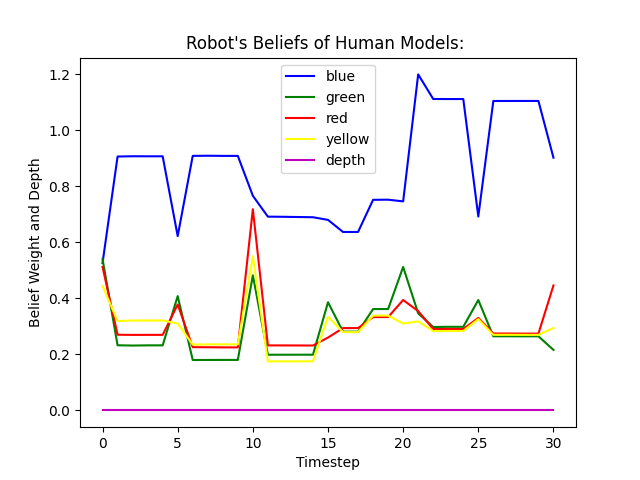 Robot's Beliefs of Human Models:
blue
green
red
yellow
depth
Belief Weight and Depth
1.2
1.0
0.8
0.6
0.4
0.2
0.0
0 5 10 15 20 25 30
Timestep